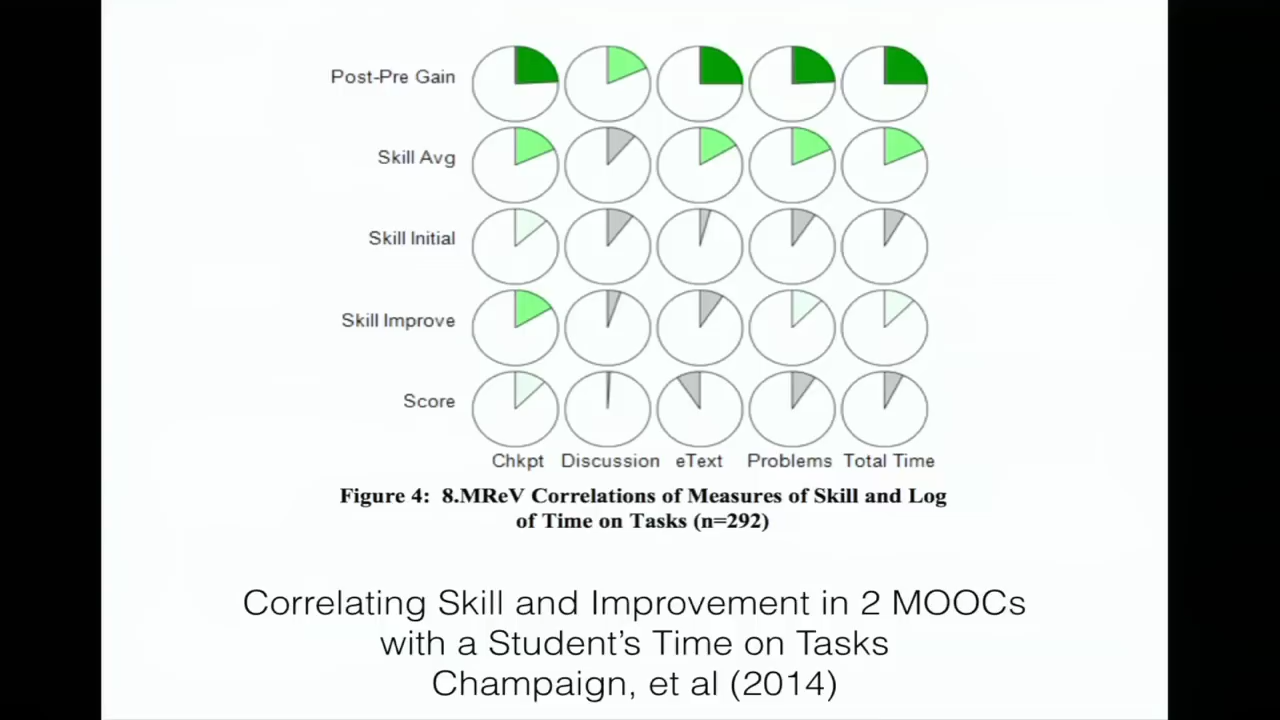 Post-Pre Gain
Skill Avg
Skill Initial
Skill Improve
Score
Chkpt Discussion eText Problems Total Time
Figure 4: 8.MReV Correlations of Measures of Skill and Log
of Time on Tasks (n=292)
Correlating Skill and Improvement in 2 MOOCs
with a Student’s Time on Tasks
Champaign, et al (2014)